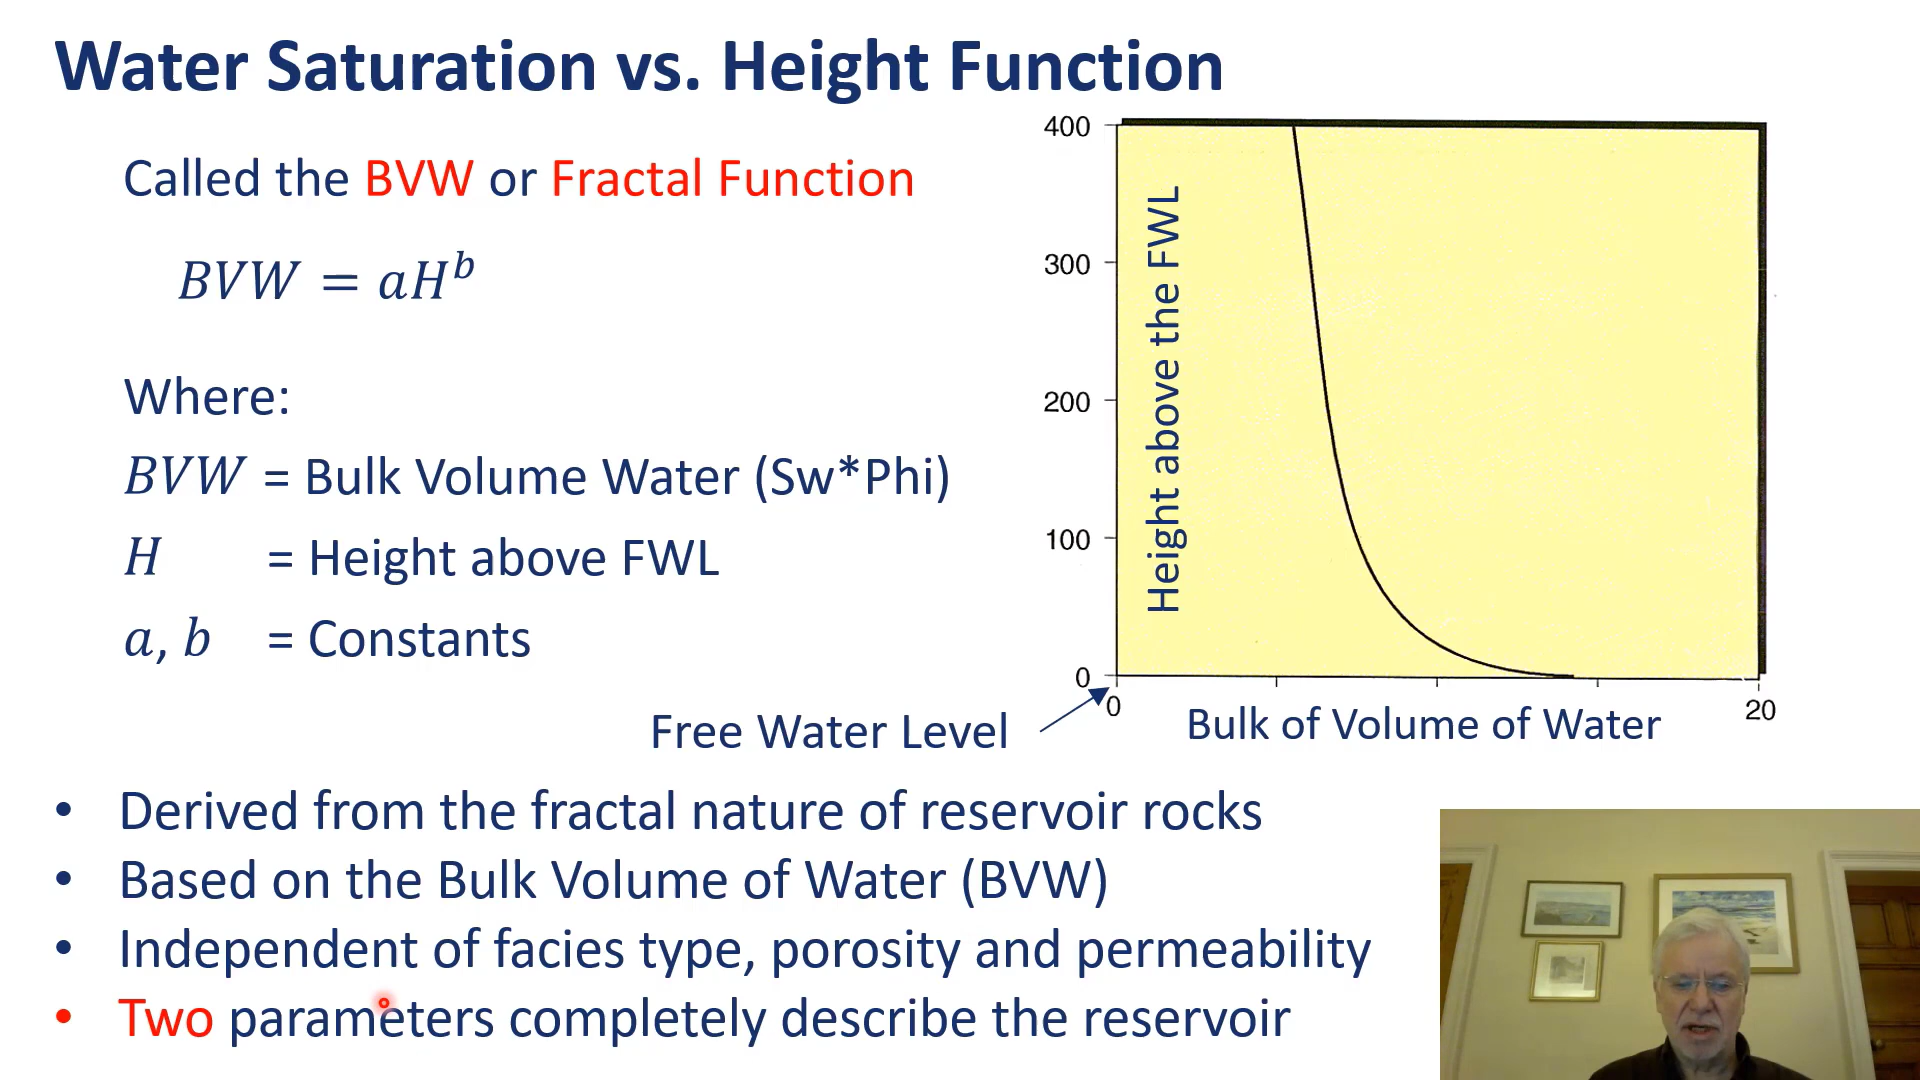 Water Saturation vs. Height Function
Called the BVW or Fractal Function
BVW = aH^b
Where:
BVW = Bulk Volume Water (Sw*Phi)
H = Height above FWL
a, b = Constants
400
300
200
100
0
Height above the FWL
0
20
Bulk of Volume of Water
Free Water Level
• Derived from the fractal nature of reservoir rocks
• Based on the Bulk Volume of Water (BVW)
• Independent of facies type, porosity and permeability
• Two parameters completely describe the reservoir